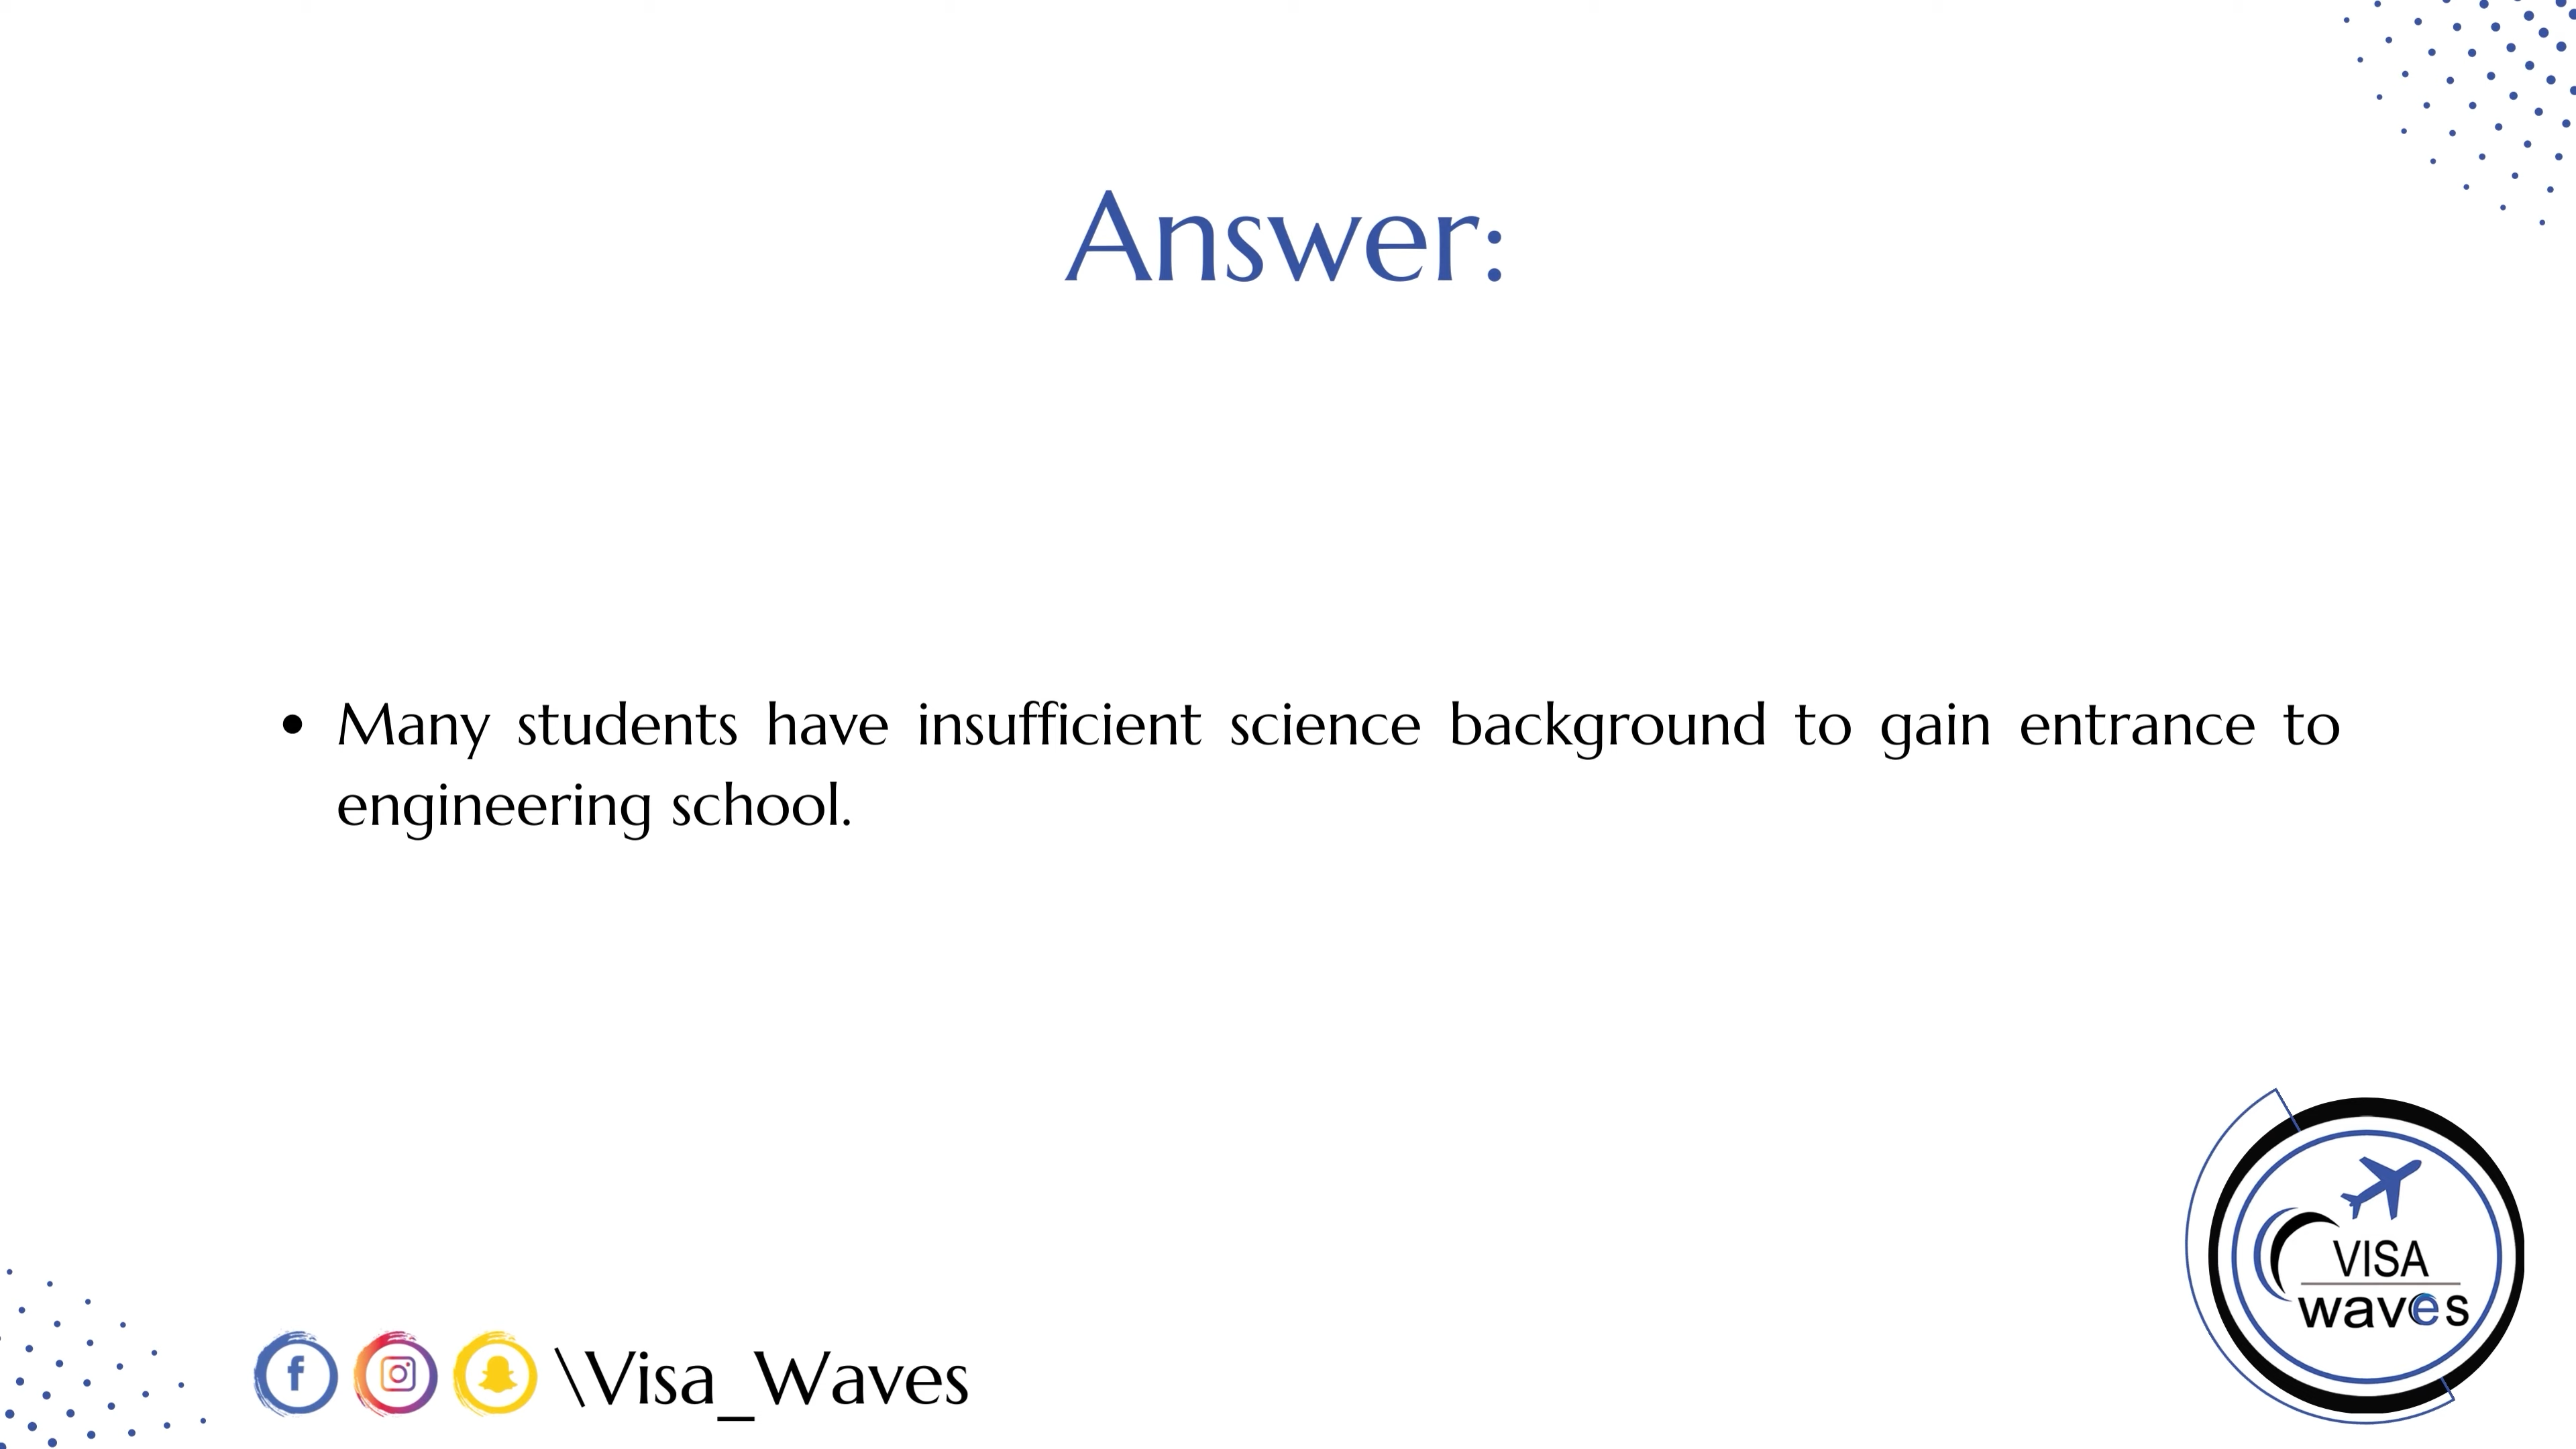 Answer:
• Many students have insufficient science background to gain entrance to
engineering school.
VISA
waves
\Visa_Waves